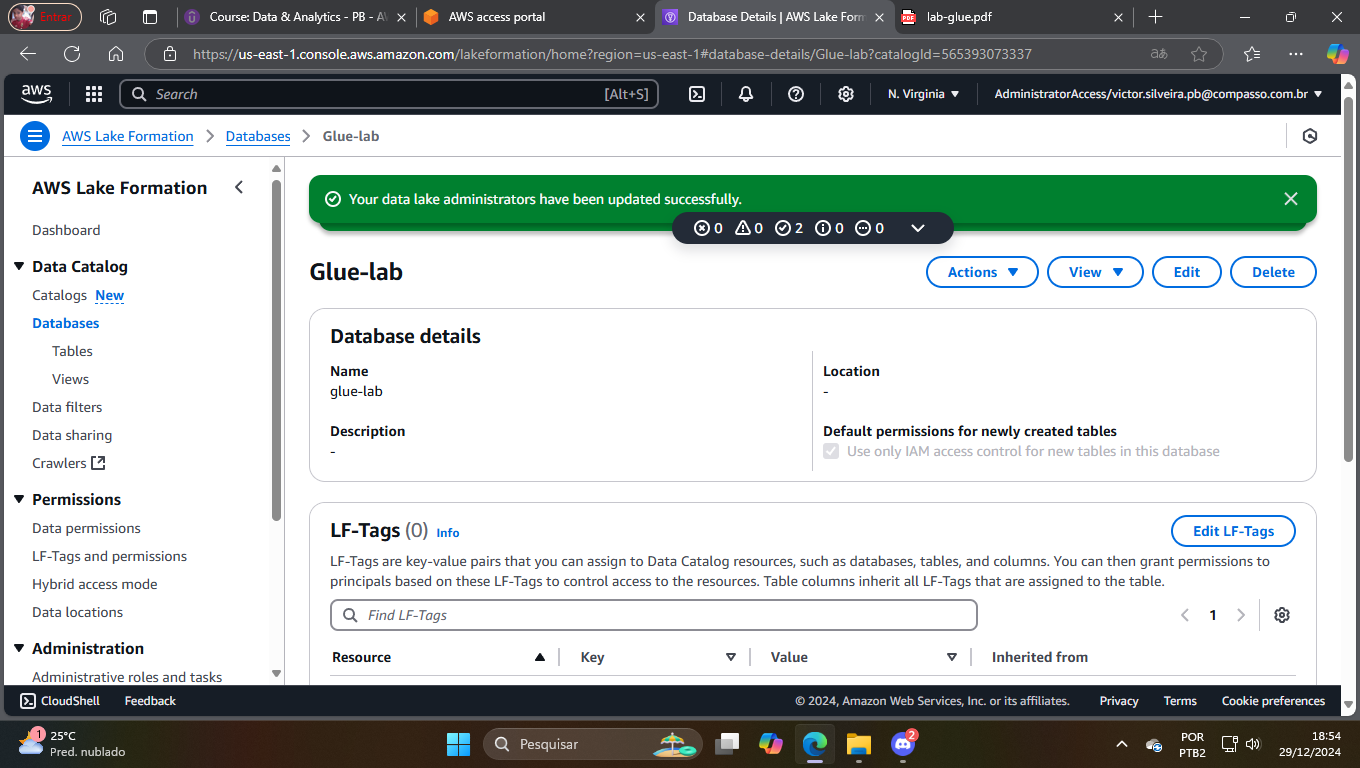 Entrar
Course: Data & Analytics - PB - AW
AWS access portal
Database Details | AWS Lake Form
lab-glue.pdf
https://us-east-1.console.aws.amazon.com/lakeformation/home?region=us-east-1#database-details/Glue-lab?catalogId=565393073337
aws
Search
[Alt+S]
N. Virginia
AdministratorAccess/victor.silveira.pb@compasso.com.br
AWS Lake Formation
Databases
Glue-lab
AWS Lake Formation
Dashboard
Data Catalog
Catalogs New
Databases
Tables
Views
Data filters
Data sharing
Crawlers
Permissions
Data permissions
LF-Tags and permissions
Hybrid access mode
Data locations
Administration
Administrative roles and tasks
Your data lake administrators have been updated successfully.
0 0 2 0 0
Glue-lab
Actions
View
Edit
Delete
Database details
Name
glue-lab
Description
-
Location
-
Default permissions for newly created tables
Use only IAM access control for new tables in this database
LF-Tags (0) Info
Edit LF-Tags
LF-Tags are key-value pairs that you can assign to Data Catalog resources, such as databases, tables, and columns. You can then grant permissions to
principals based on these LF-Tags to control access to the resources. Table columns inherit all LF-Tags that are assigned to the table.
Find LF-Tags
1
Resource
Key
Value
Inherited from
CloudShell
Feedback
© 2024, Amazon Web Services, Inc. or its affiliates.
Privacy
Terms
Cookie preferences
1
25°C
Pred. nublado
Pesquisar
2
POR
PTB2
18:54
29/12/2024